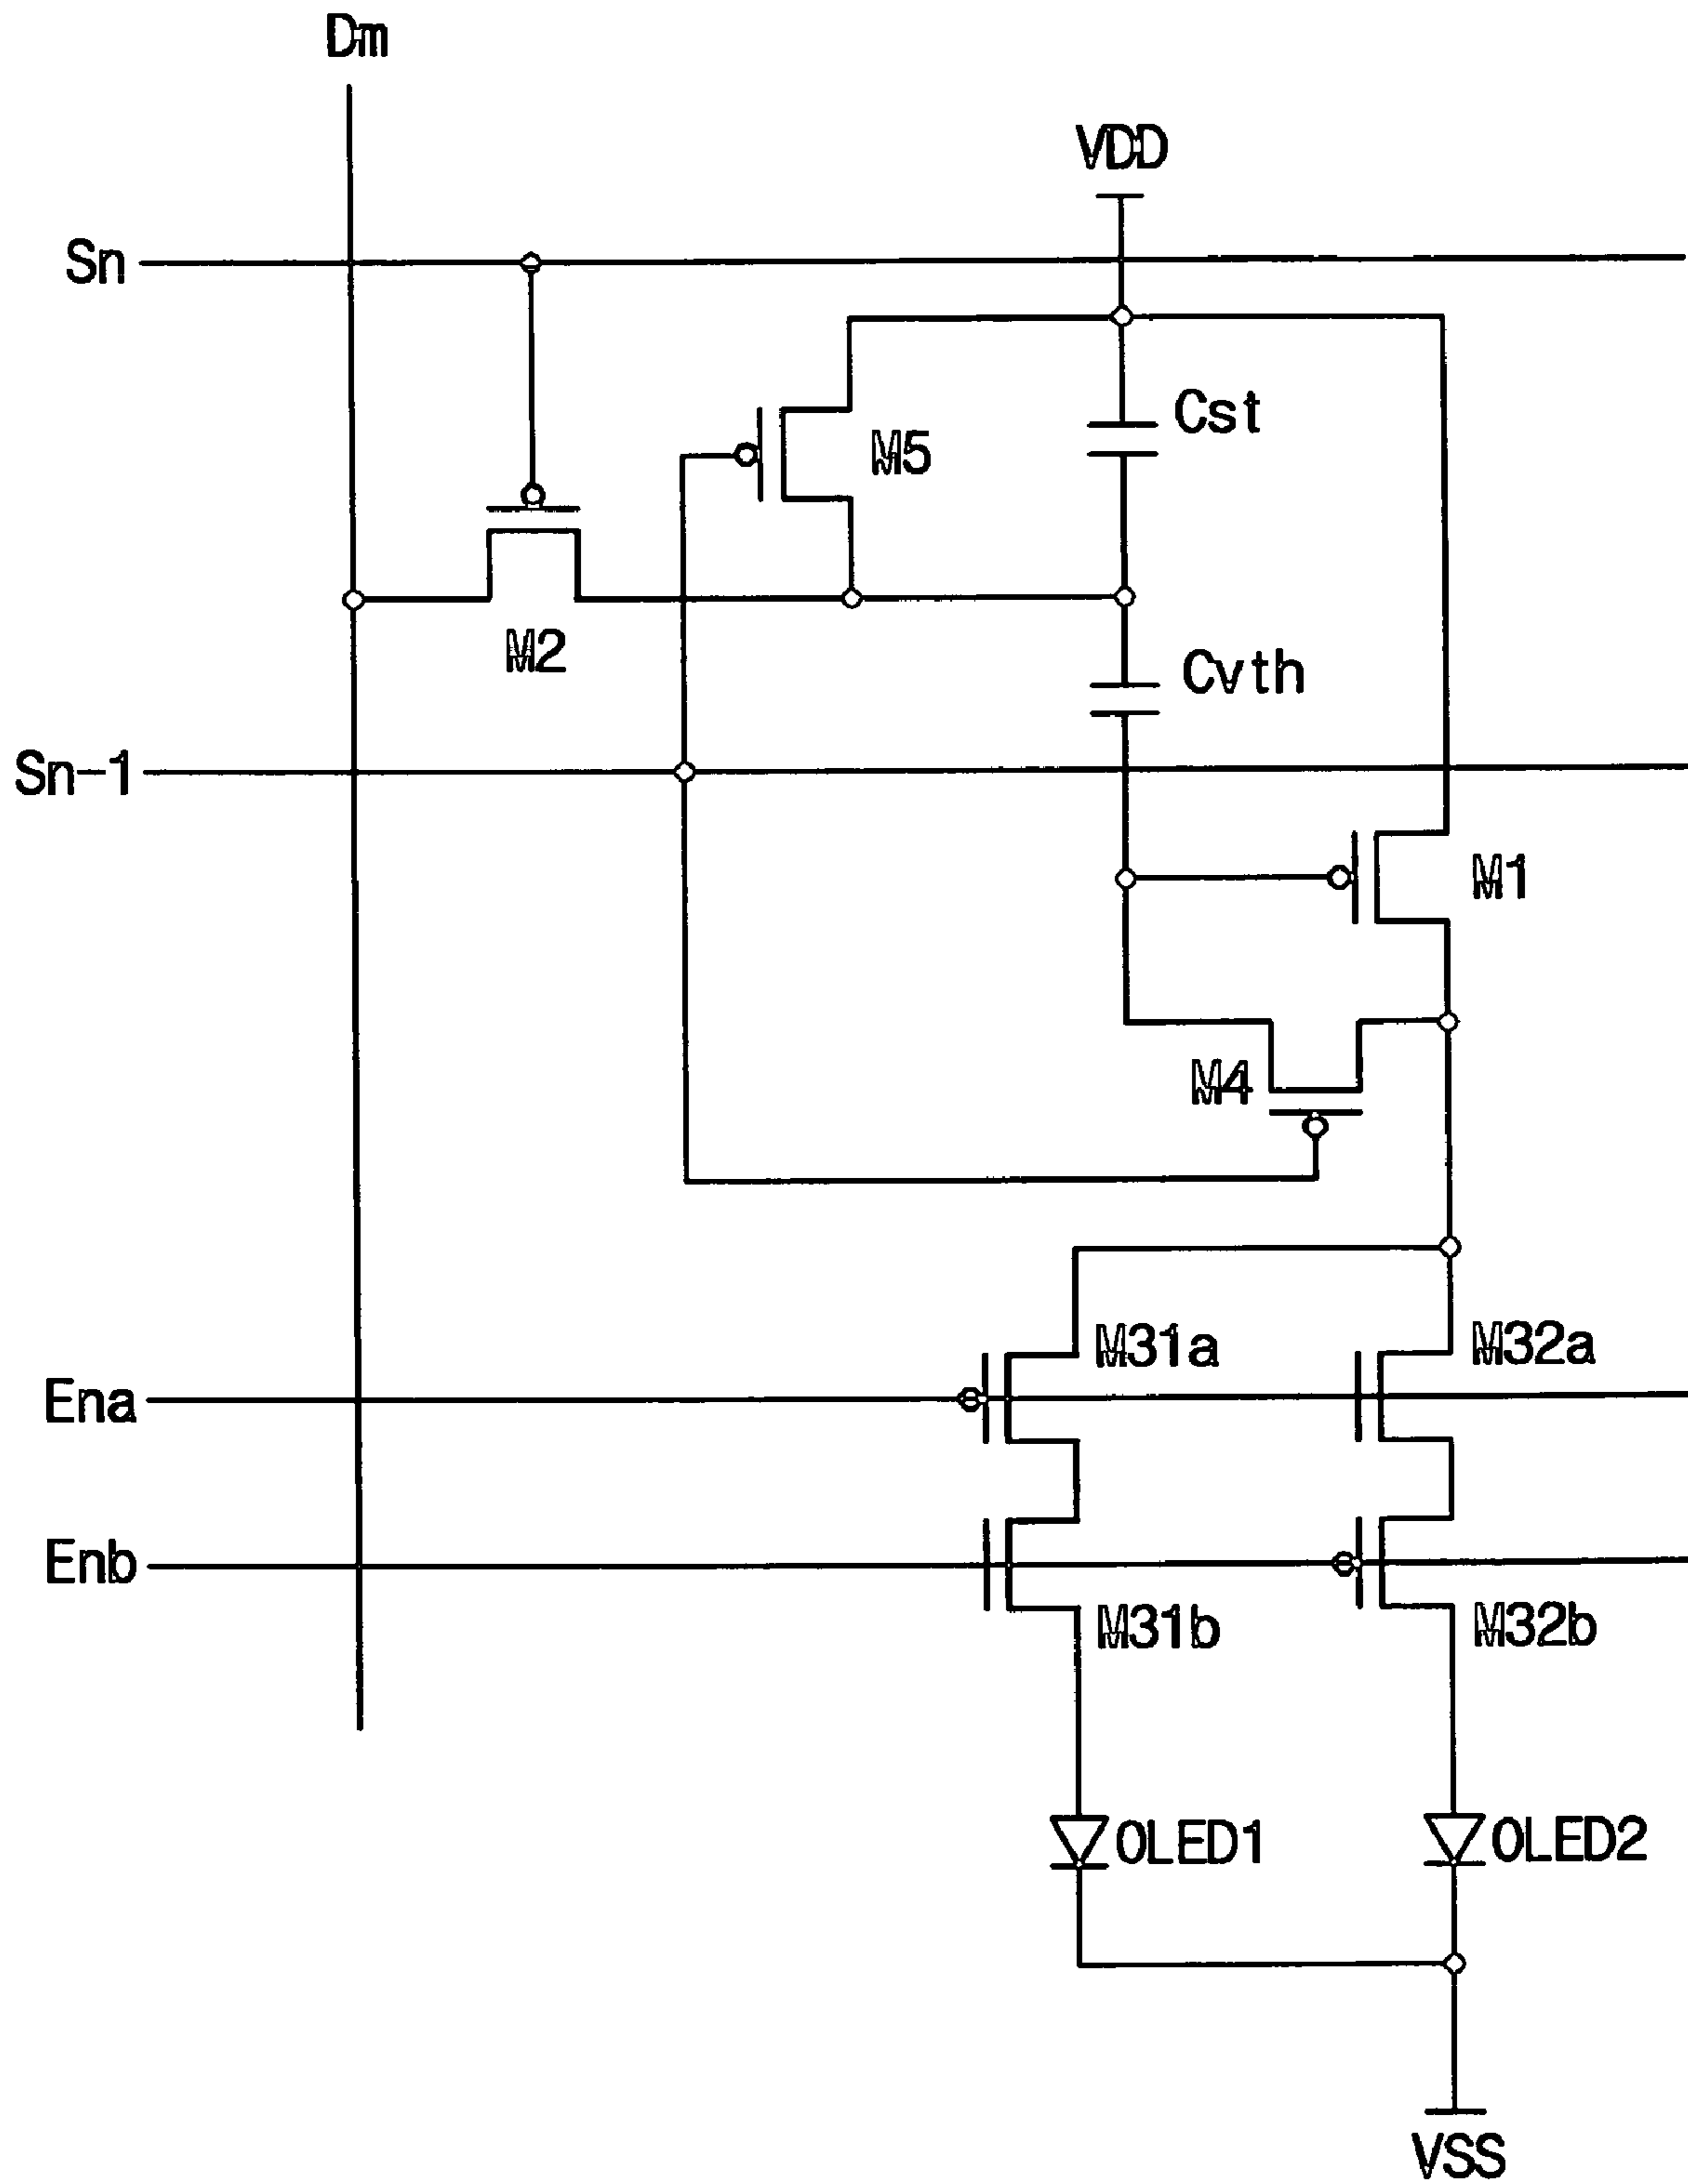 Dm
VDD
Sn
Cst
M5
M2
Cvth
Sn-1
M1
M4
M31a
M32a
Ena
Enb
M31b
M32b
OLED1
OLED2
VSS